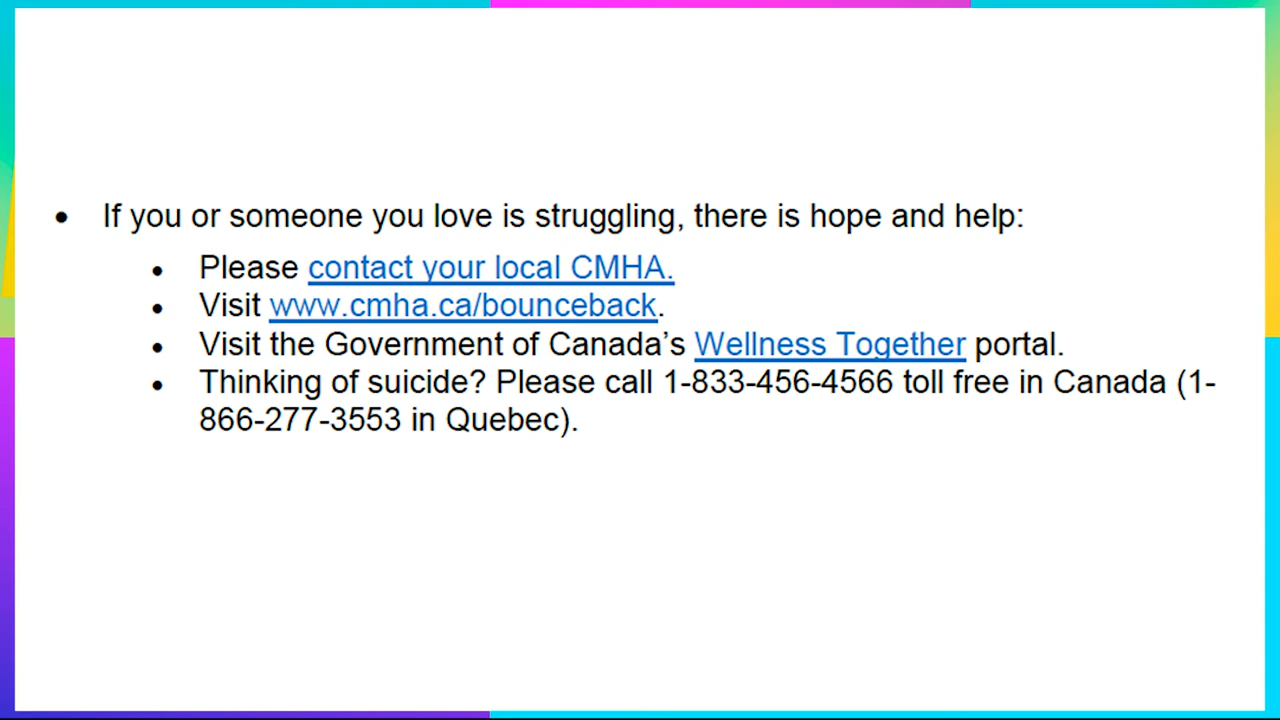 • If you or someone you love is struggling, there is hope and help:
• Please contact your local CMHA.
• Visit www.cmha.ca/bounceback.
• Visit the Government of Canada’s Wellness Together portal.
• Thinking of suicide? Please call 1-833-456-4566 toll free in Canada (1-
866-277-3553 in Quebec).